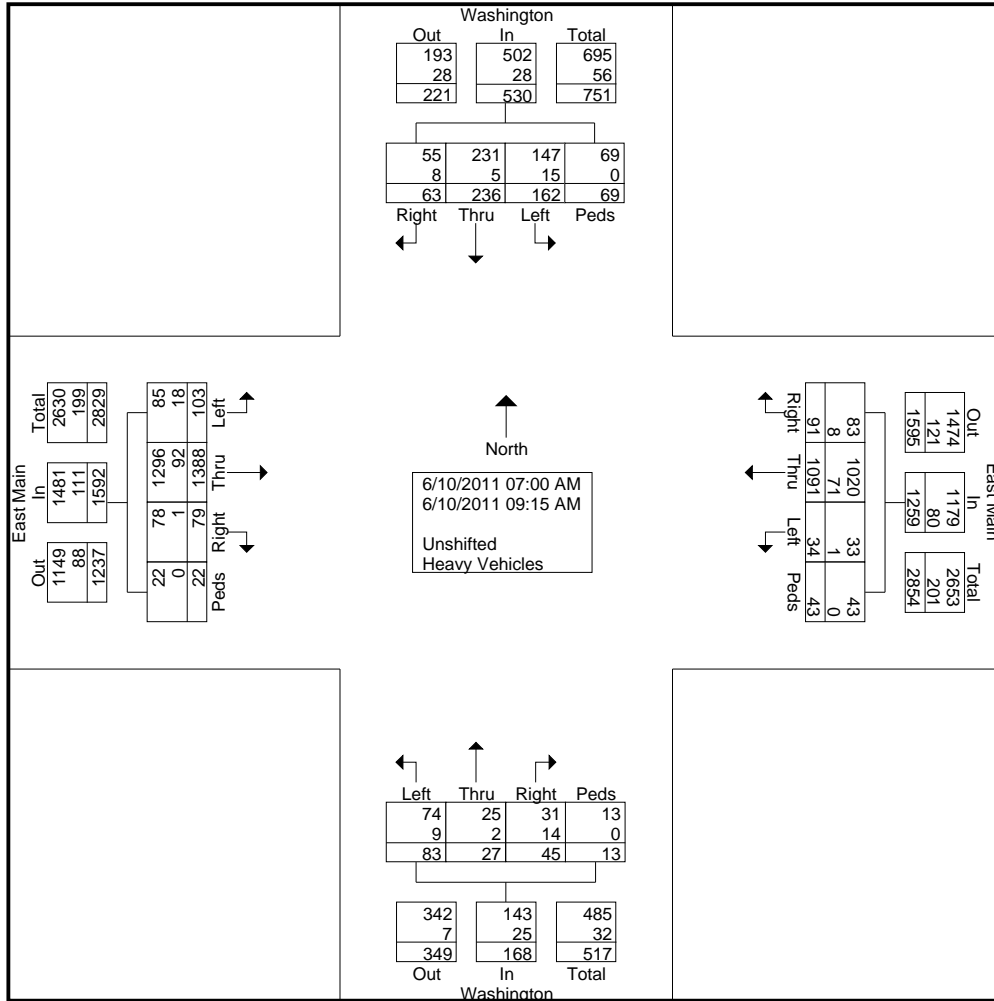 Washington
Out In Total
193 502 695
28 28 56
221 530 751
55 231 147 69
8 5 15 0
63 236 162 69
Right Thru Left Peds
East Main
Total In Out
2630 1481 1149
199 111 88
2829 1592 1237
85 1296 78 22
18 92 1 0
103 1388 79 22
Left Thru Right Peds
North
6/10/2011 07:00 AM
6/10/2011 09:15 AM
Unshifted
Heavy Vehicles
Right Thru Left Peds
91 1091 34 43
8 71 1 0
83 1020 33 43
Out In Total
1595 1259 2854
121 80 201
1474 1179 2653
East Main
Left Thru Right Peds
74 25 31 13
9 2 14 0
83 27 45 13
342 143 485
7 25 32
349 168 517
Out In Total
Washington